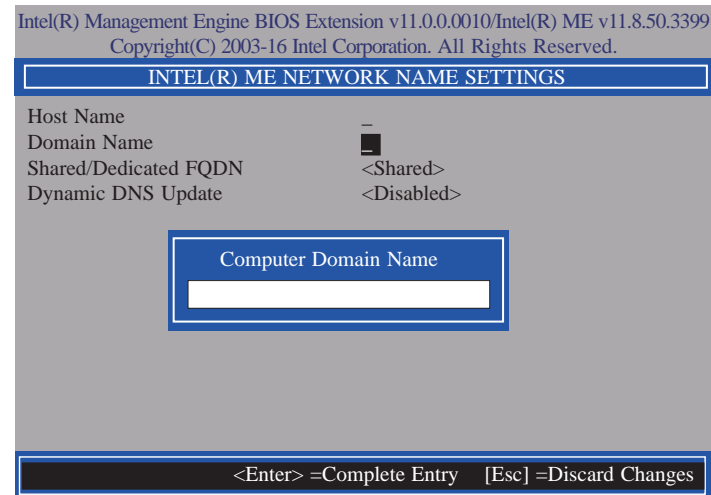 Intel(R) Management Engine BIOS Extension v11.0.0.0010/Intel(R) ME v11.8.50.3399
Copyright(C) 2003-16 Intel Corporation. All Rights Reserved.
INTEL(R) ME NETWORK NAME SETTINGS
Host Name _
Domain Name _
Shared/Dedicated FQDN <Shared>
Dynamic DNS Update <Disabled>
Computer Domain Name
<Enter> =Complete Entry [Esc] =Discard Changes